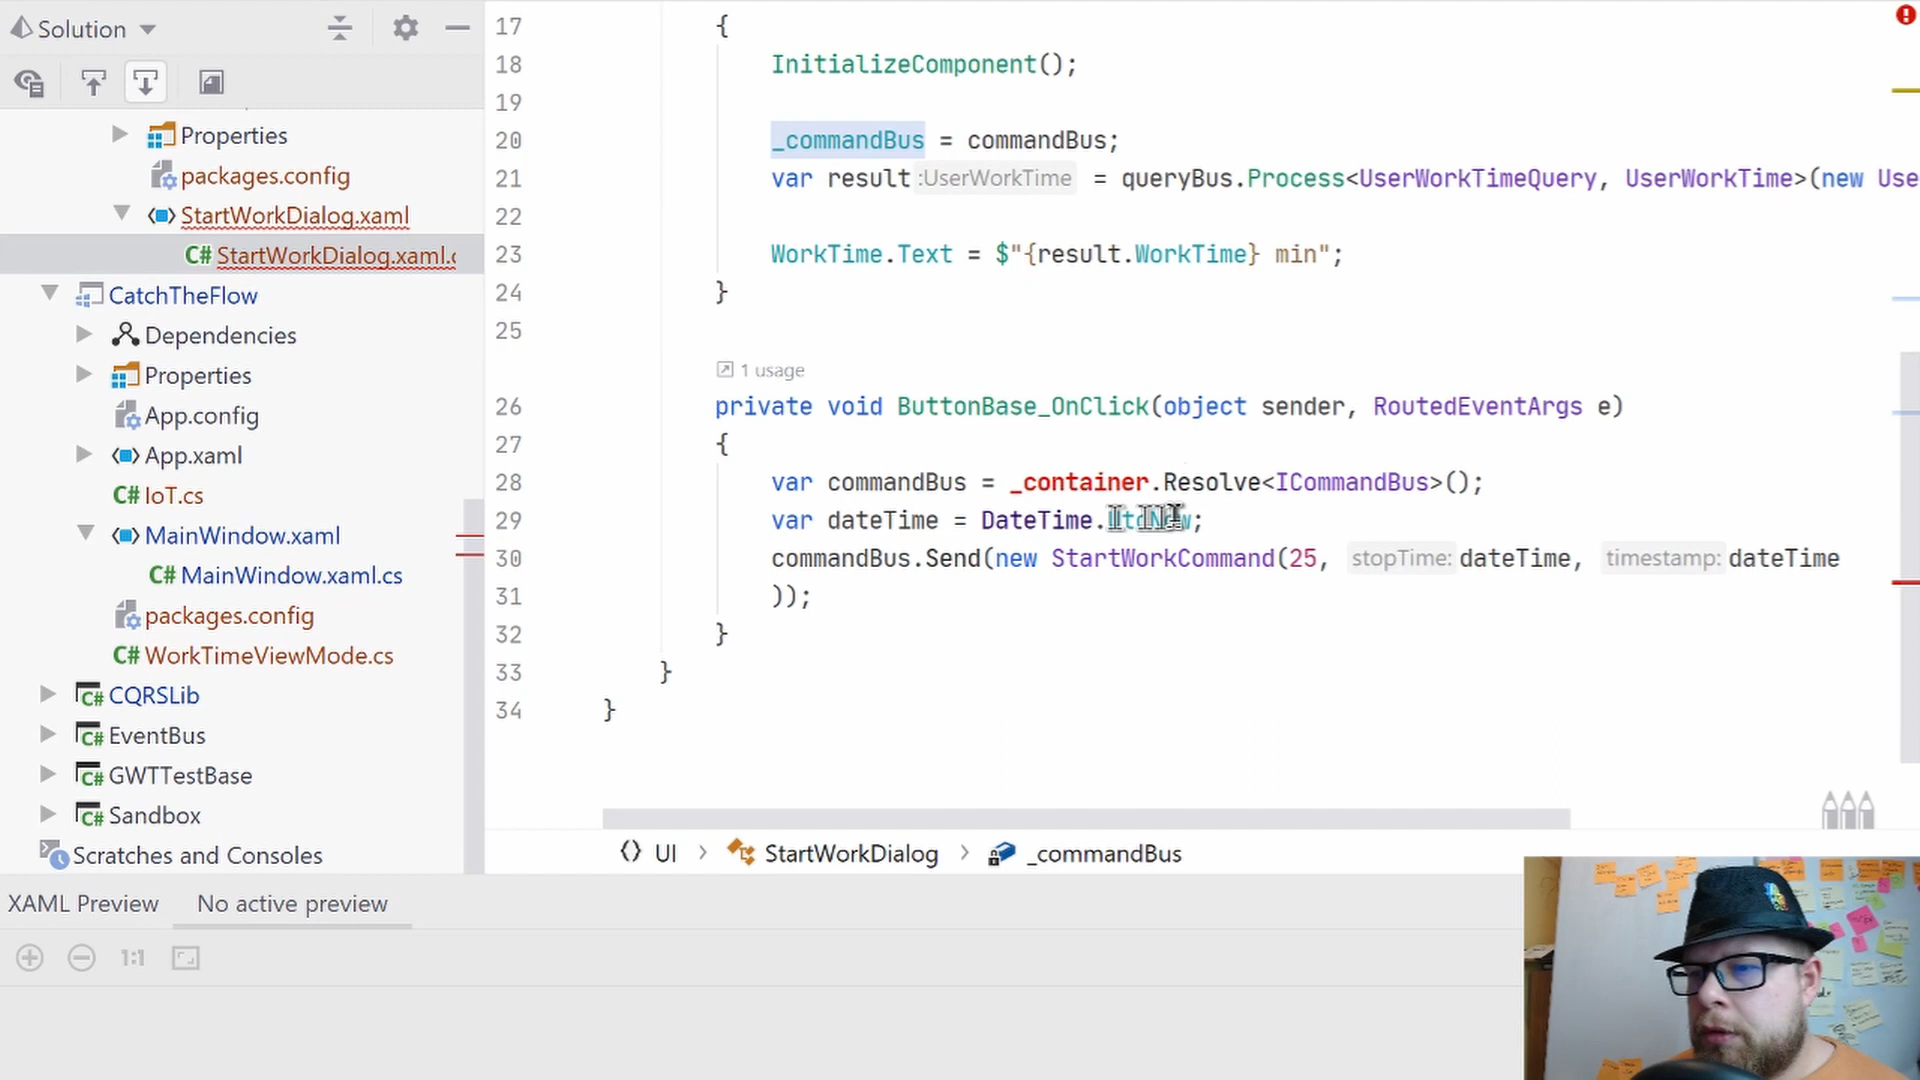 Solution
Properties
packages.config
StartWorkDialog.xaml
C# StartWorkDialog.xaml.c
CatchTheFlow
Dependencies
Properties
App.config
App.xaml
C# IoT.cs
MainWindow.xaml
C# MainWindow.xaml.cs
packages.config
C# WorkTimeViewMode.cs
C# CQRSLib
C# EventBus
C# GWTTestBase
C# Sandbox
Scratches and Consoles
17 {
18 InitializeComponent();
19
20 _commandBus = commandBus;
21 var result :UserWorkTime = queryBus.Process<UserWorkTimeQuery, UserWorkTime>(new Use
22
23 WorkTime.Text = $"{result.WorkTime} min";
24 }
25
1 usage
26 private void ButtonBase_OnClick(object sender, RoutedEventArgs e)
27 {
28 var commandBus = _container.Resolve<ICommandBus>();
29 var dateTime = DateTime.UtcNow;
30 commandBus.Send(new StartWorkCommand(25, stopTime: dateTime, timestamp: dateTime
31 ));
32 }
33 }
34 }
{} UI > StartWorkDialog > _commandBus
XAML Preview No active preview
1:1